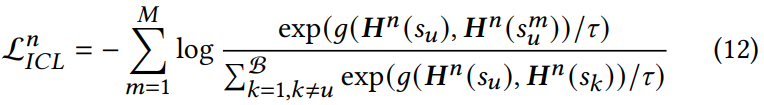 $$\mathcal{L}_{ICL}^{n} = -\sum_{m=1}^{M} \log \frac{\exp(g(\boldsymbol{H}^{n}(s_u), \boldsymbol{H}^{n}(s_u^{m}))/\tau)}{\sum_{k=1,k\neq u}^{\mathcal{B}} \exp(g(\boldsymbol{H}^{n}(s_u), \boldsymbol{H}^{n}(s_k))/\tau)} \quad (12)$$